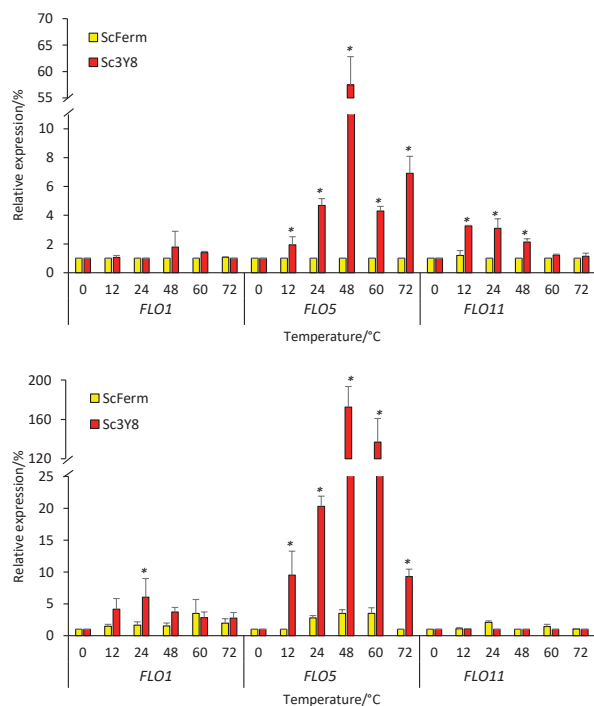 Relative expression/%
70
65
60
55
10
8
6
4
2
0
ScFerm
Sc3Y8
*
* * * * * * *
0 12 24 48 60 72 0 12 24 48 60 72 0 12 24 48 60 72
FLO1 FLO5 FLO11
Temperature/°C
Relative expression/%
200
160
120
25
20
15
10
5
0
ScFerm
Sc3Y8
* * * * * *
0 12 24 48 60 72 0 12 24 48 60 72 0 12 24 48 60 72
FLO1 FLO5 FLO11
Temperature/°C